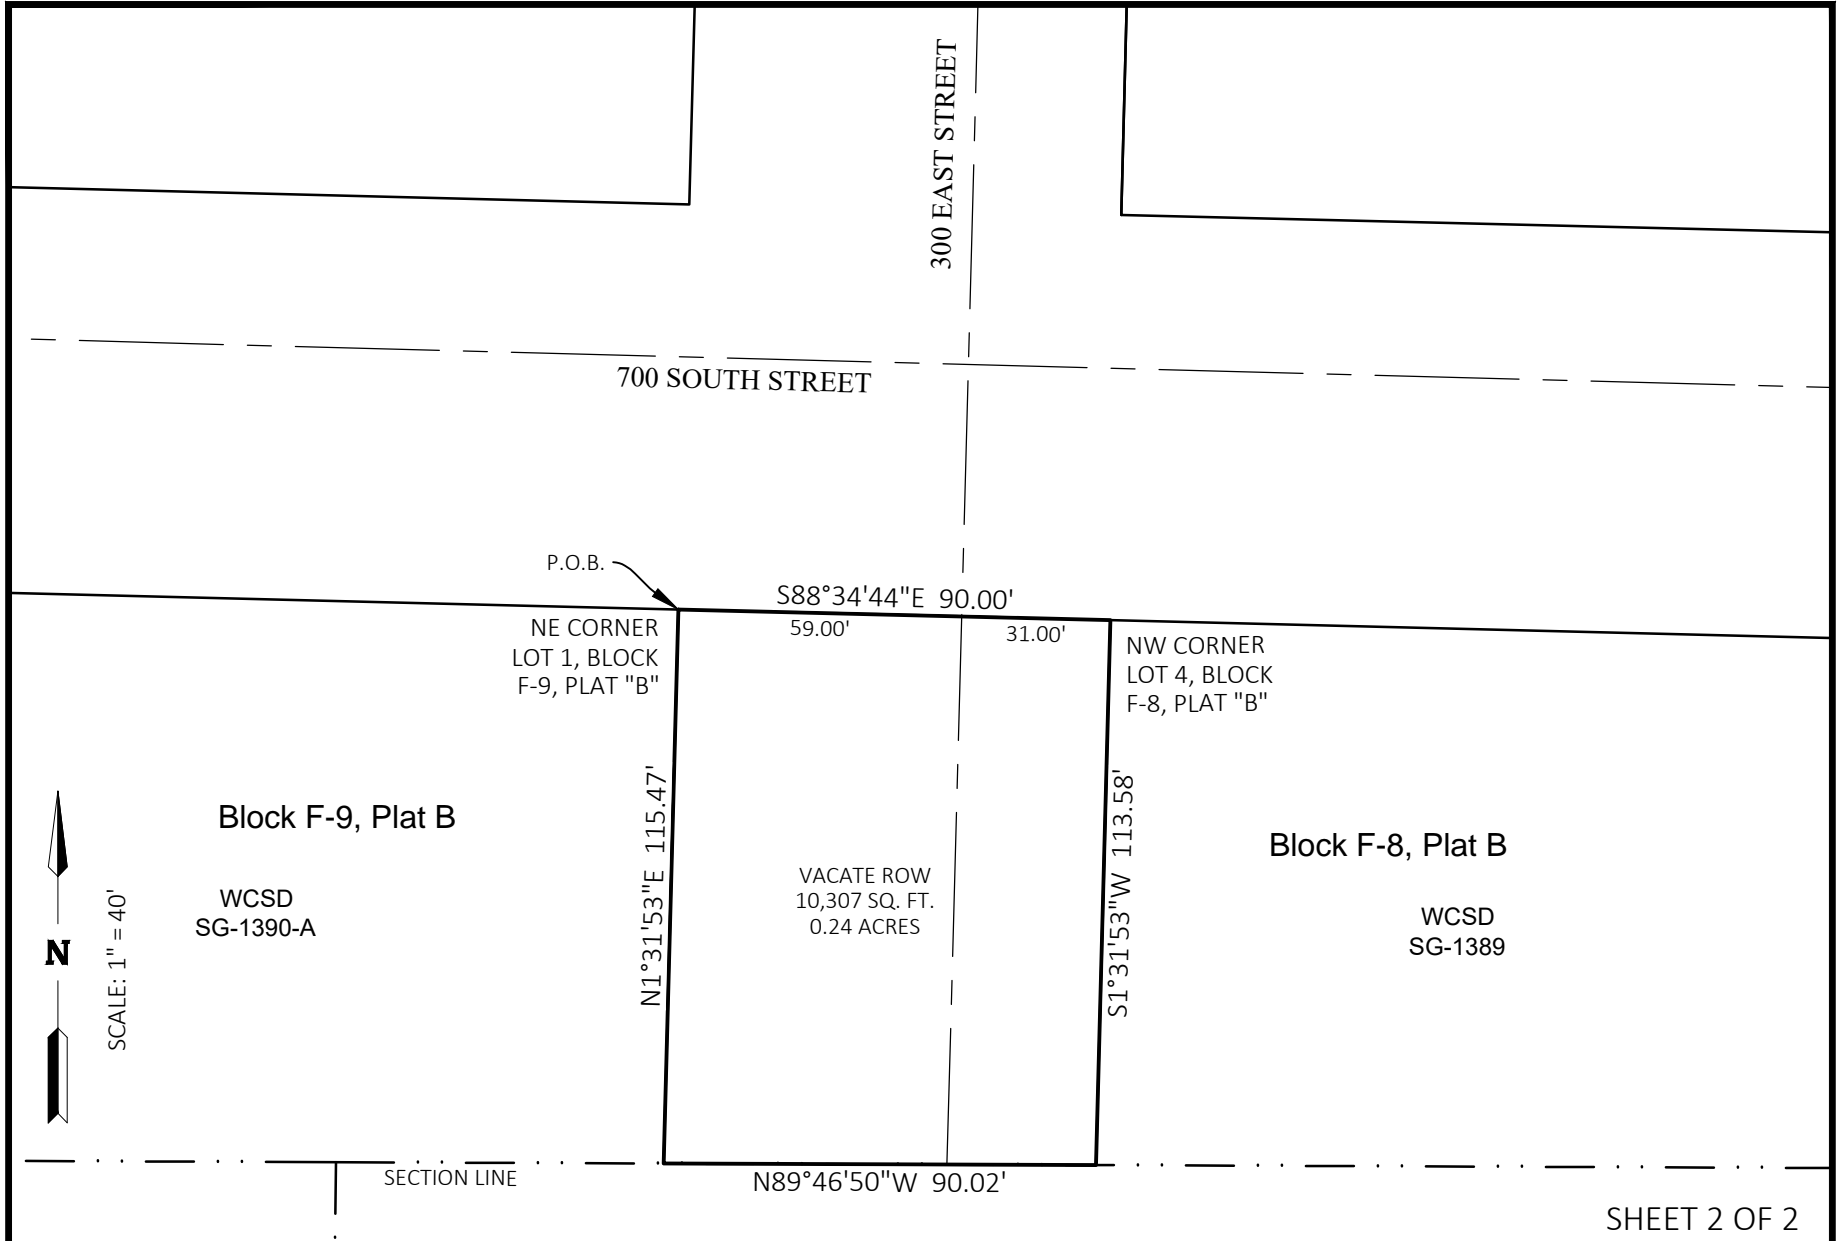 300 EAST STREET
700 SOUTH STREET
P.O.B.
S88°34'44"E 90.00'
59.00'
31.00'
NE CORNER
LOT 1, BLOCK
F-9, PLAT "B"
NW CORNER
LOT 4, BLOCK
F-8, PLAT "B"
N1°31'53"E 115.47'
S1°31'53"W 113.58'
Block F-9, Plat B
WCSD
SG-1390-A
VACATE ROW
10,307 SQ. FT.
0.24 ACRES
Block F-8, Plat B
WCSD
SG-1389
N
SCALE: 1" = 40'
SECTION LINE
N89°46'50"W 90.02'
SHEET 2 OF 2